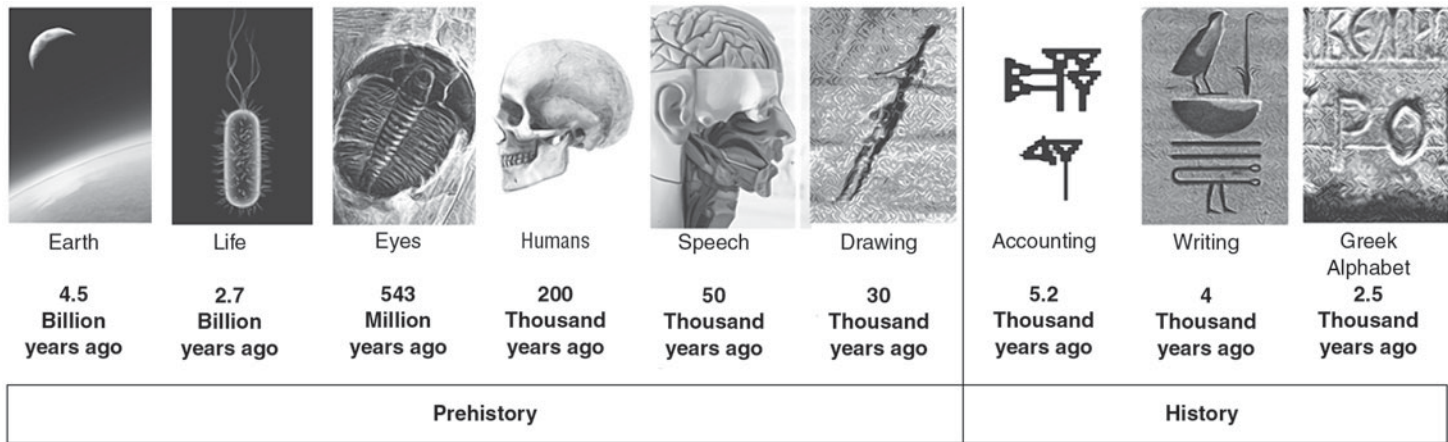 Earth
4.5
Billion
years ago
Life
2.7
Billion
years ago
Eyes
543
Million
years ago
Humans
200
Thousand
years ago
Speech
50
Thousand
years ago
Drawing
30
Thousand
years ago
Accounting
5.2
Thousand
years ago
Writing
4
Thousand
years ago
Greek
Alphabet
2.5
Thousand
years ago
Prehistory
History